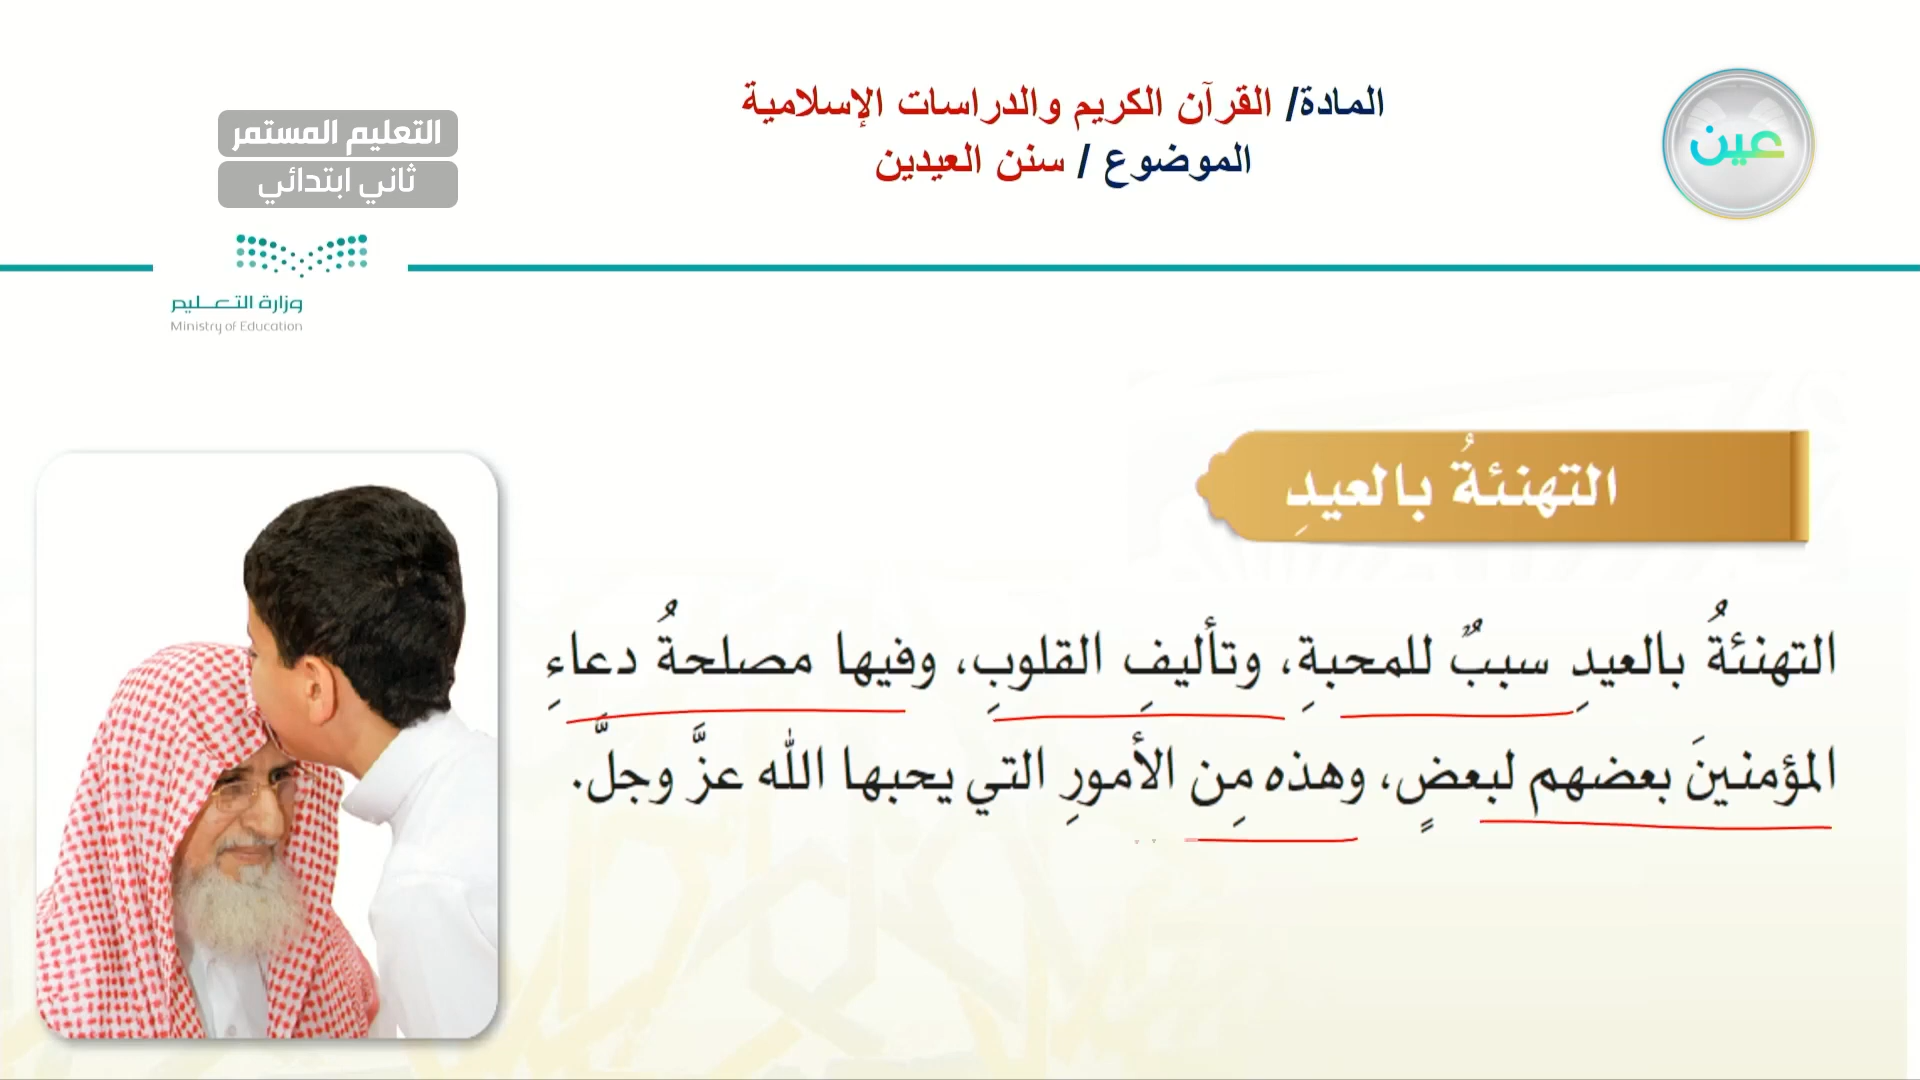 المادة/ القرآن الكريم والدراسات الإسلامية
الموضوع / سنن العيدين
عين
التعليم المستمر
ثاني ابتدائي
وزارة التعـــليم
Ministry of Education
التهنئةُ بالعيدِ
التهنئةُ بالعيدِ سببٌ للمحبةِ، وتأليفِ القلوبِ، وفيها مصلحةُ دعاءِ
المؤمنينَ بعضهم لبعضٍ، وهذه مِن الأمورِ التي يحبها الله عزَّ وجلَّ.